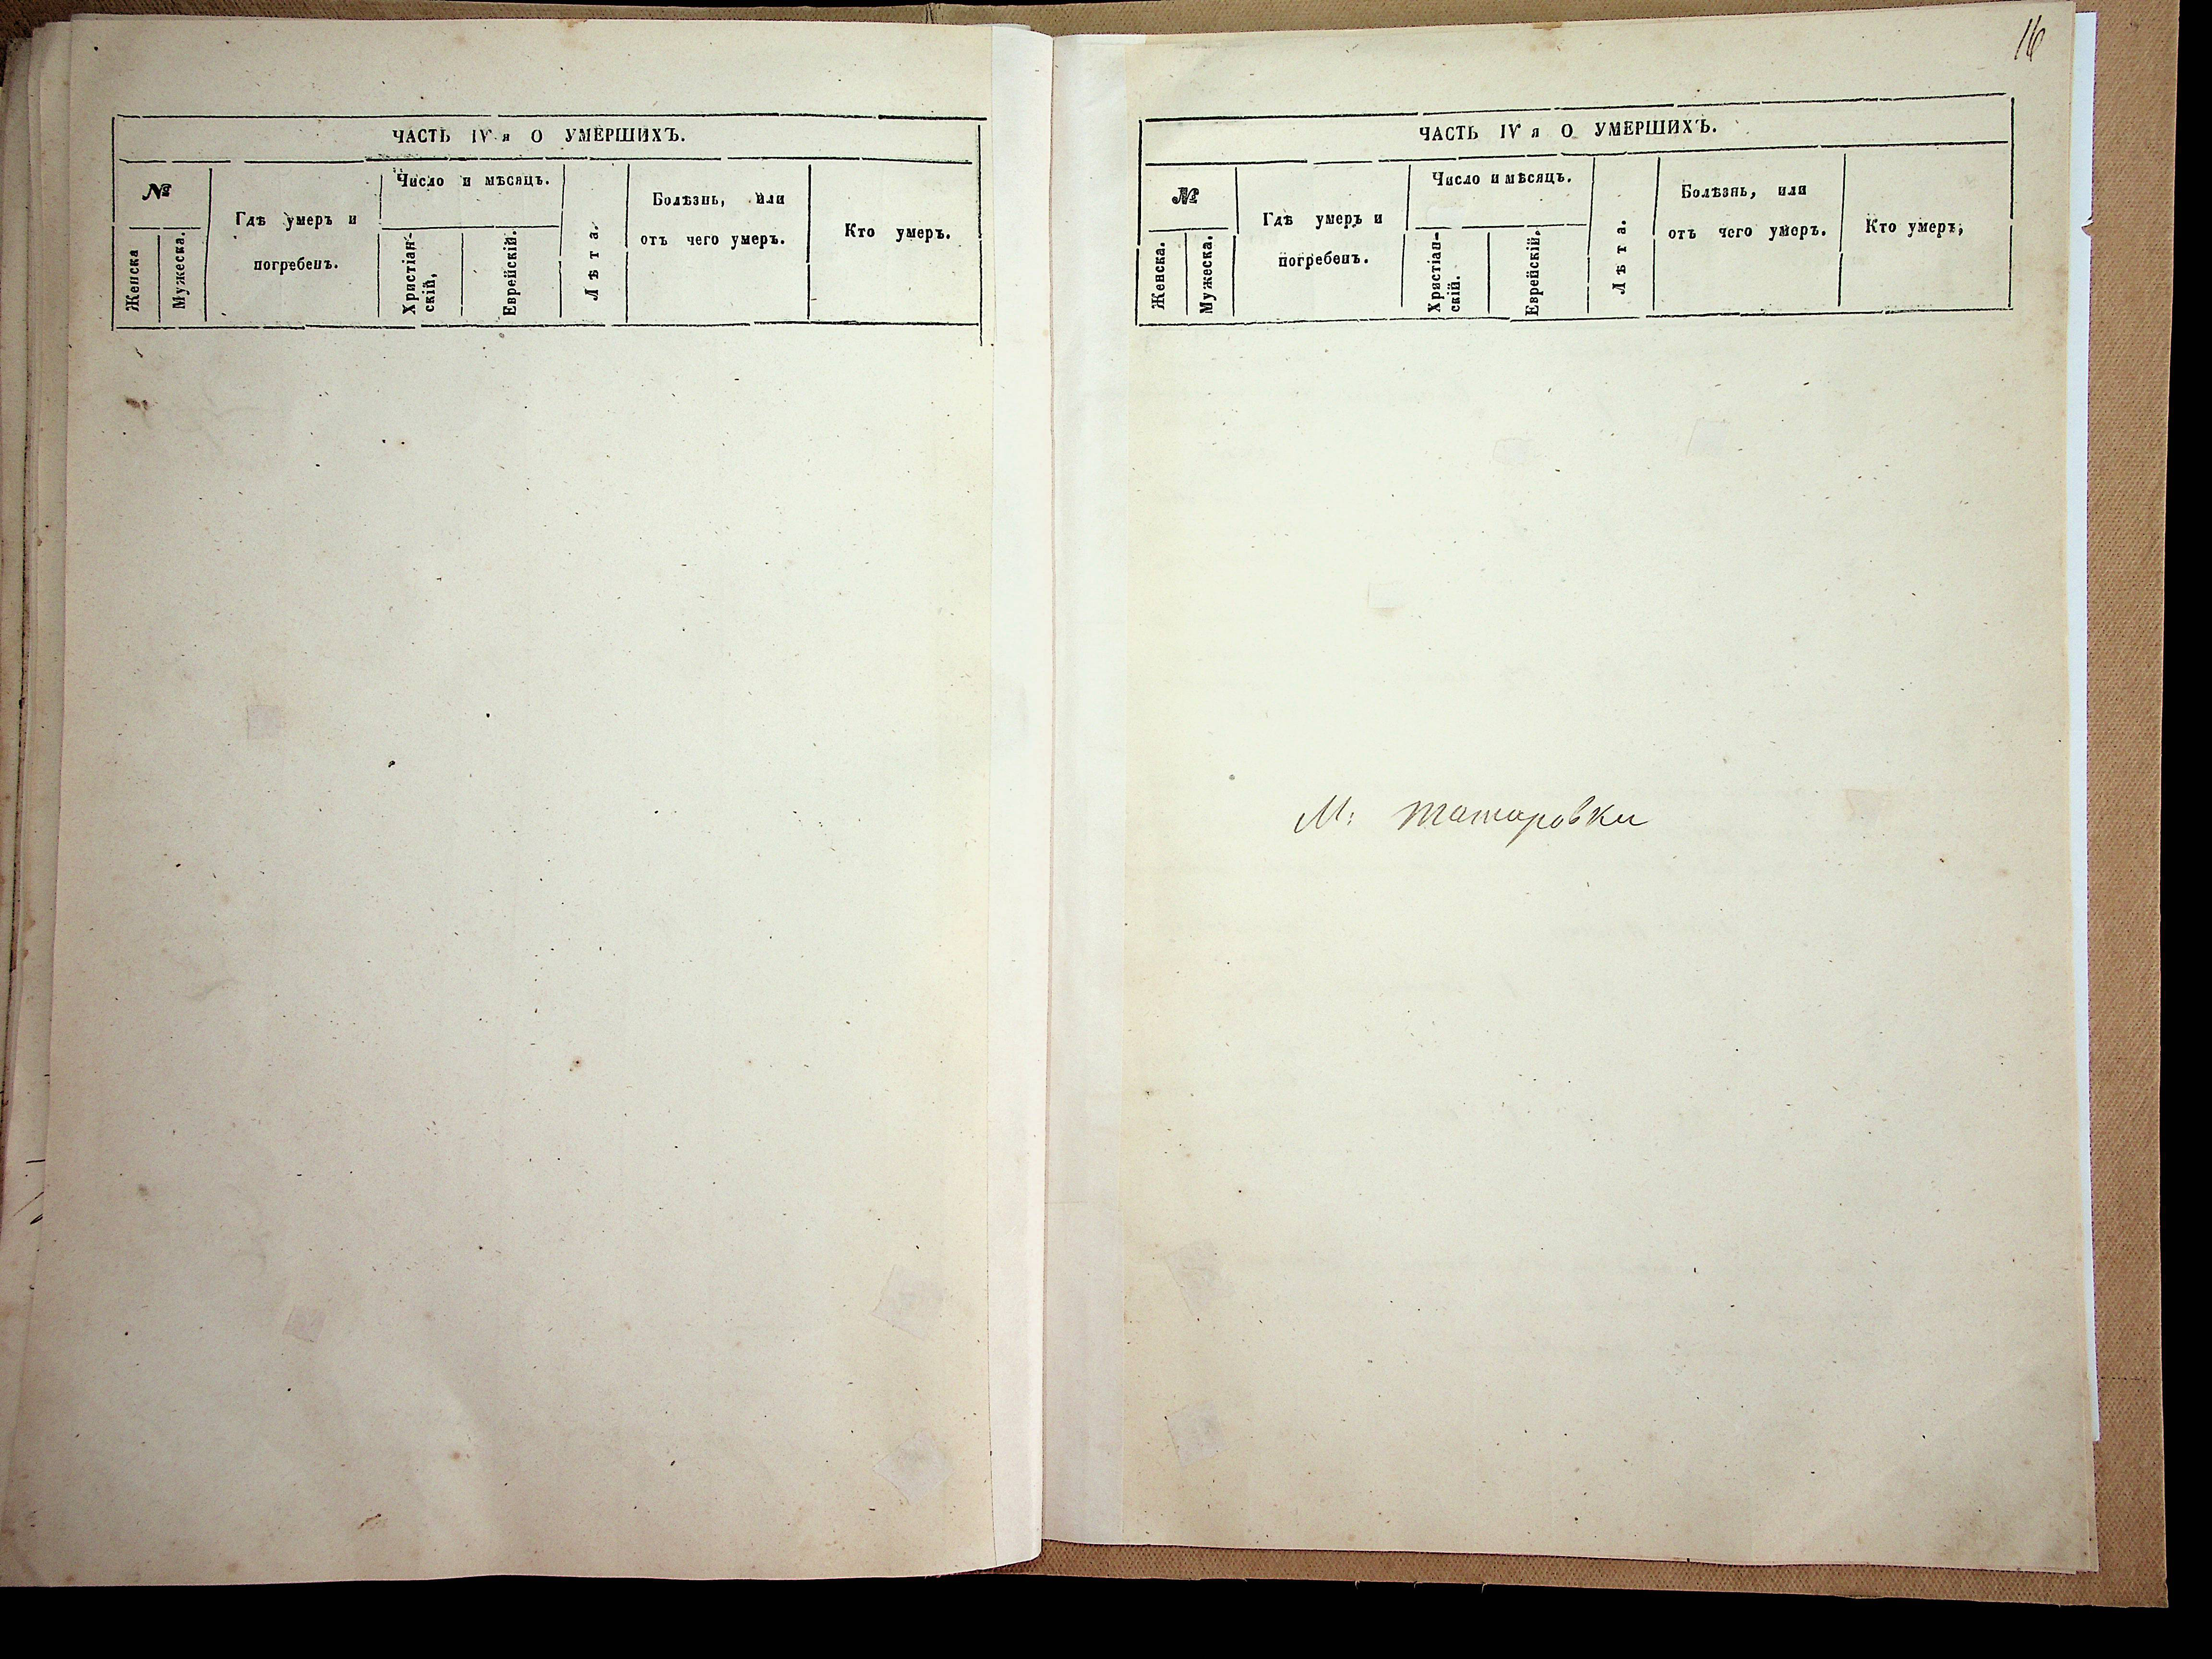 ЧАСТЬ IV я О УМЕРШИХЪ.
№
Женска
Мужеска.
Гдѣ умеръ и
погребенъ.
Число и мѣсяцъ.
Христіан-
скій,
Еврейскій.
Лѣта.
Болѣзнь, или
отъ чего умеръ.
Кто умеръ.
16
ЧАСТЬ IV я О УМЕРШИХЪ.
№
Женска.
Мужеска.
Гдѣ умеръ и
погребенъ.
Число и мѣсяцъ.
Христіан-
скій.
Еврейскій.
Лѣта.
Болѣзнь, или
отъ чего умеръ.
Кто умеръ,
М: Татаровки